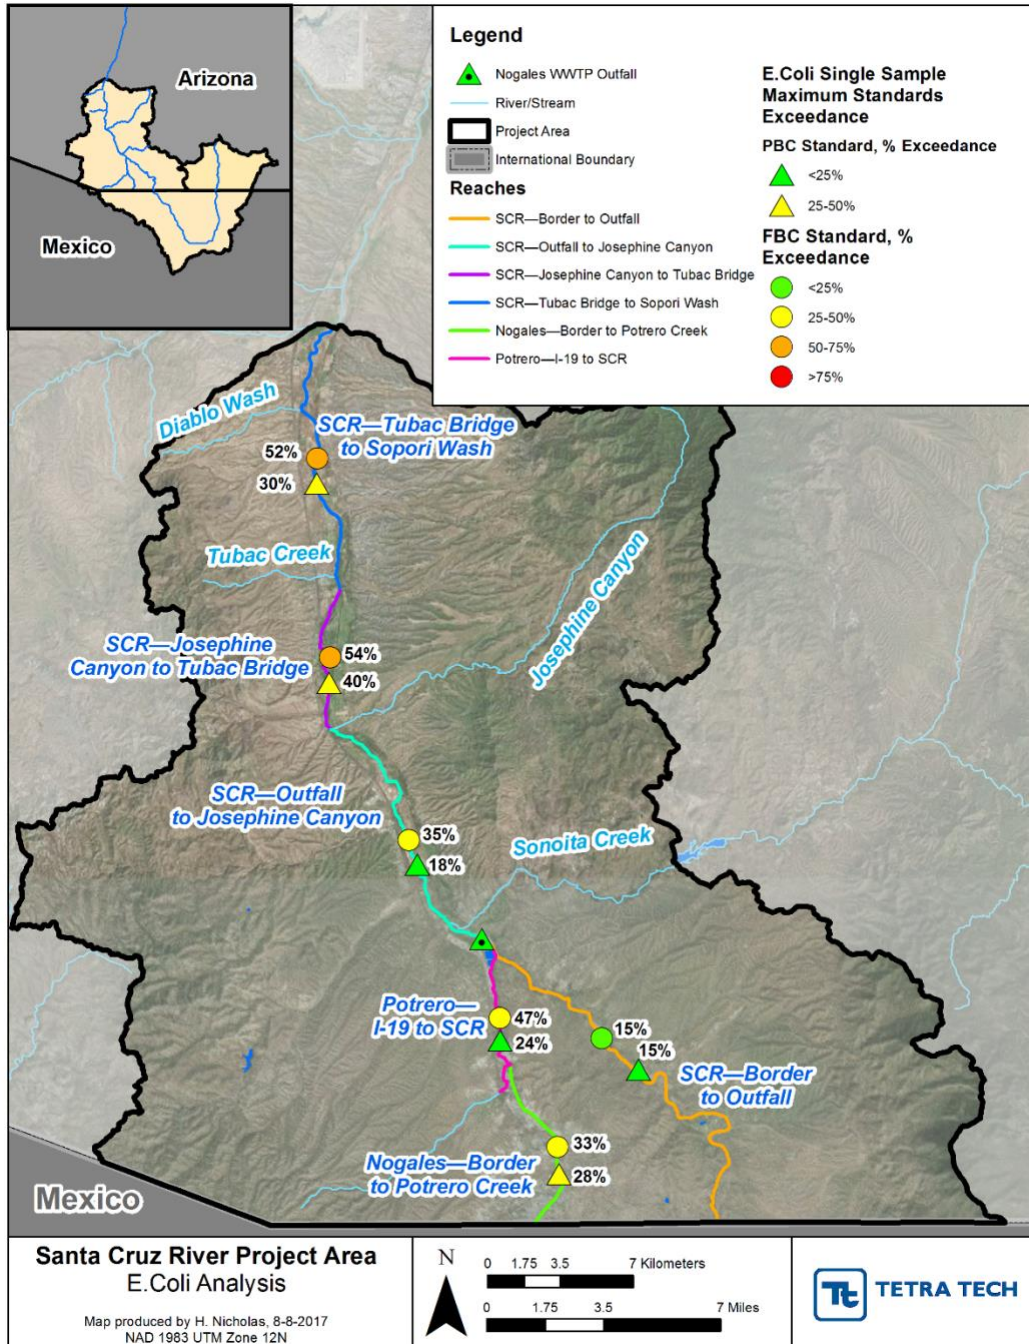 Arizona
Mexico
Legend
Nogales WWTP Outfall
River/Stream
Project Area
International Boundary
Reaches
SCR—Border to Outfall
SCR—Outfall to Josephine Canyon
SCR—Josephine Canyon to Tubac Bridge
SCR—Tubac Bridge to Sopori Wash
Nogales—Border to Potrero Creek
Potrero—I-19 to SCR
E.Coli Single Sample
Maximum Standards
Exceedance
PBC Standard, % Exceedance
<25%
25-50%
FBC Standard, %
Exceedance
<25%
25-50%
50-75%
>75%
Diablo Wash
SCR—Tubac Bridge
to Sopori Wash
52%
30%
Tubac Creek
Josephine Canyon
SCR—Josephine
Canyon to Tubac Bridge
54%
40%
SCR—Outfall
to Josephine Canyon
35%
18%
Sonoita Creek
Potrero—
I-19 to SCR
47%
24%
15%
15%
SCR—Border
to Outfall
33%
28%
Nogales—Border
to Potrero Creek
Mexico
Santa Cruz River Project Area
E.Coli Analysis
Map produced by H. Nicholas, 8-8-2017
NAD 1983 UTM Zone 12N
N
0 1.75 3.5 7 Kilometers
0 1.75 3.5 7 Miles
Tt TETRA TECH